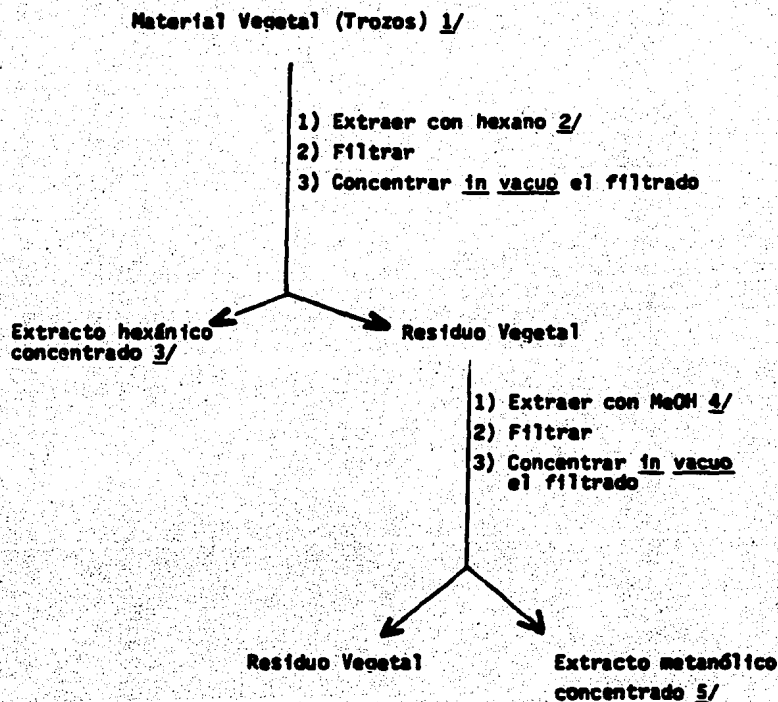 Material Vegetal (Trozos) 1/
1) Extraer con hexano 2/
2) Filtrar
3) Concentrar in vacuo el filtrado
Extracto hexánico
concentrado 3/
Residuo Vegetal
1) Extraer con MeOH 4/
2) Filtrar
3) Concentrar in vacuo
el filtrado
Residuo Vegetal
Extracto metanólico
concentrado 5/